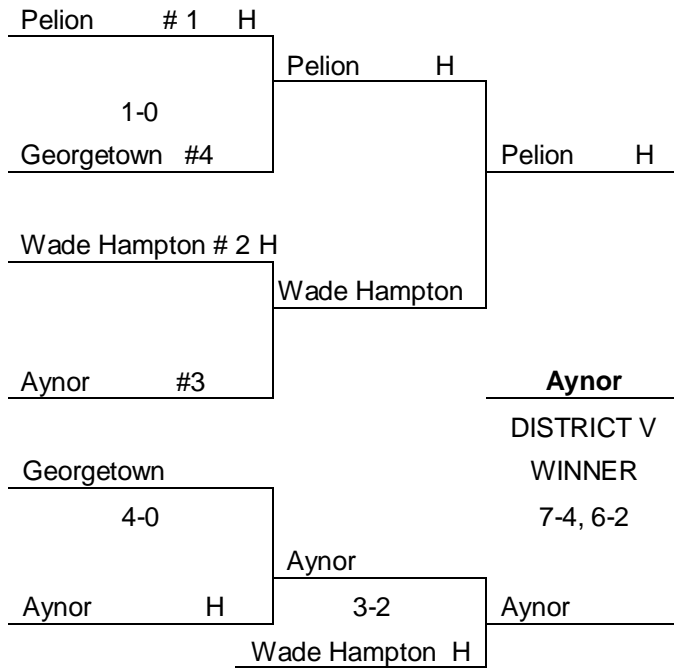 Pelion # 1 H
Pelion H
1-0
Georgetown #4
Pelion H
Wade Hampton # 2 H
Wade Hampton
Aynor #3
Aynor
DISTRICT V
Georgetown
WINNER
4-0
7-4, 6-2
Aynor
Aynor H
3-2
Aynor
Wade Hampton H